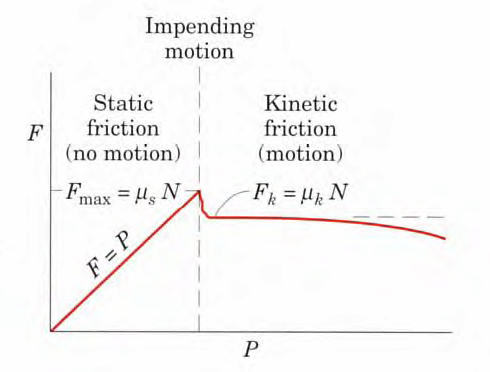 Impending
motion
Static
friction
(no motion)
Kinetic
friction
(motion)
F
F_max = μ_s N
F_k = μ_k N
F = P
P